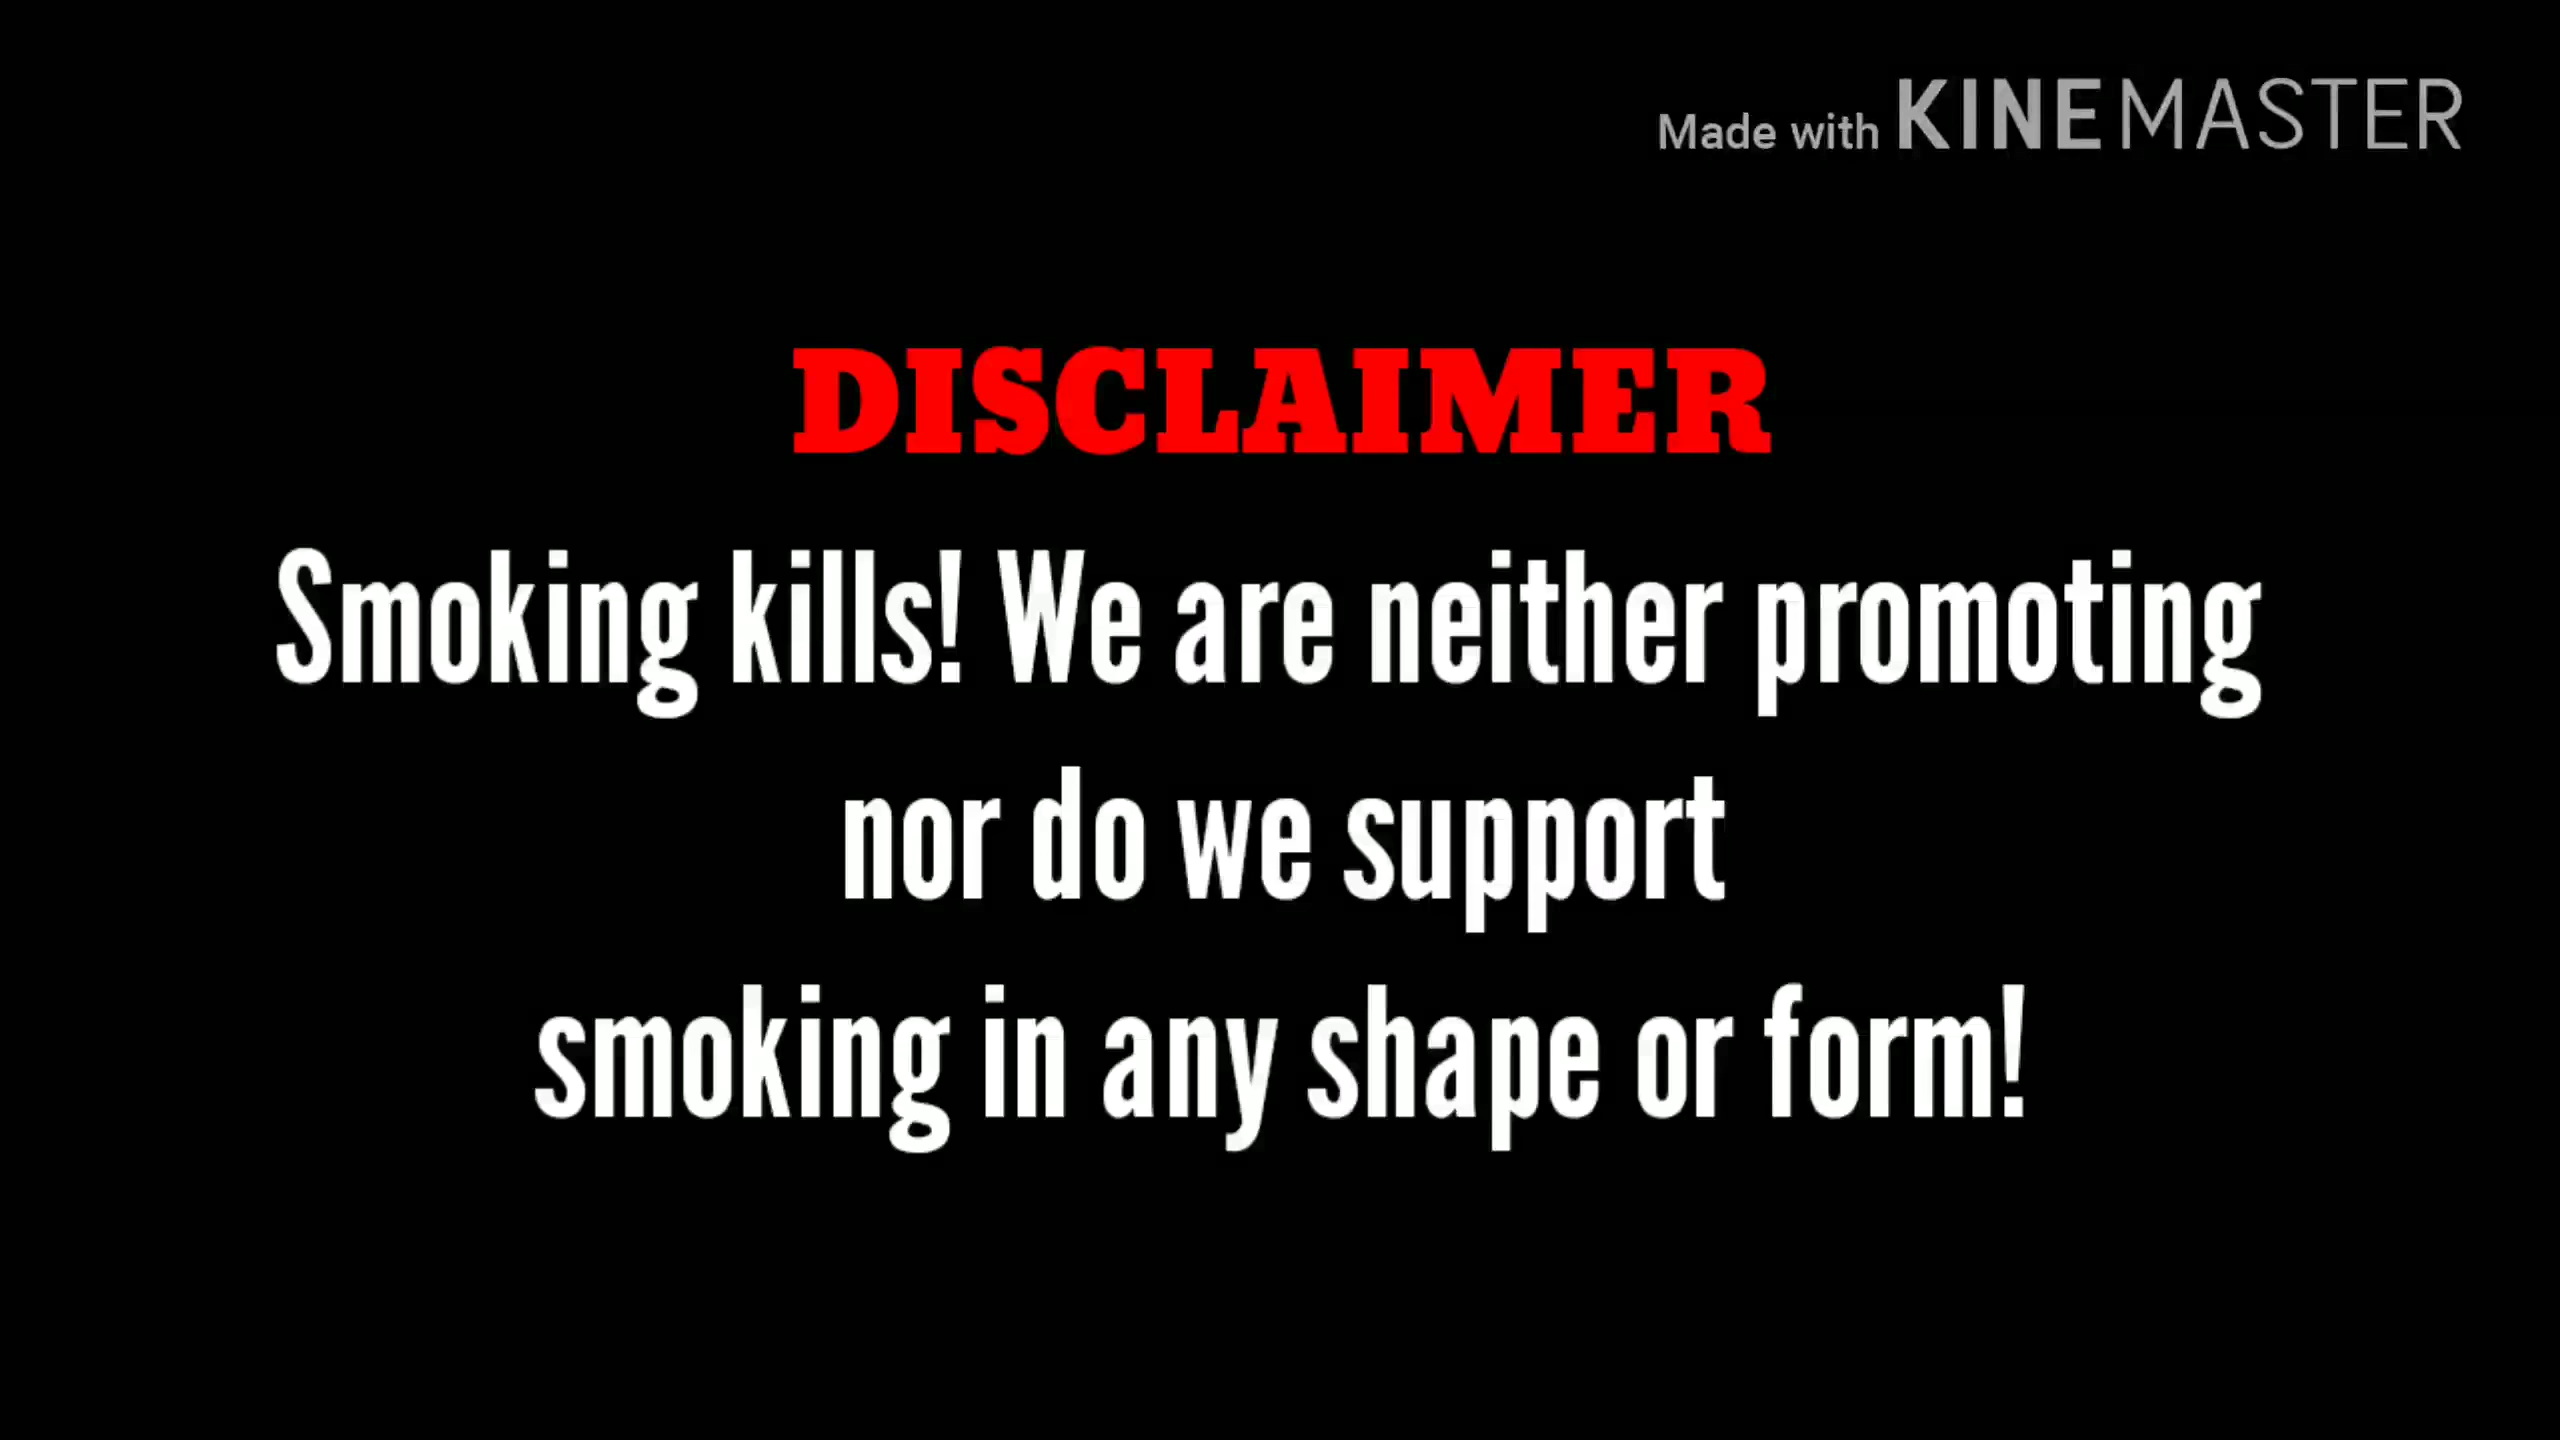 Made with KINEMASTER
DISCLAIMER
Smoking kills! We are neither promoting
nor do we support
smoking in any shape or form!